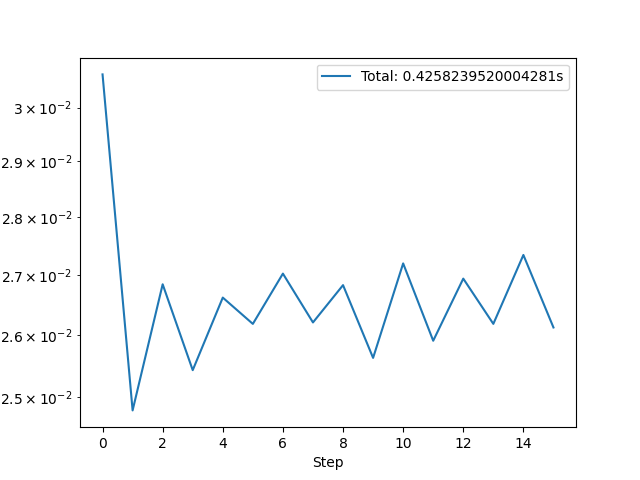 Total: 0.4258239520004281s
3 × 10⁻²
2.9 × 10⁻²
2.8 × 10⁻²
2.7 × 10⁻²
2.6 × 10⁻²
2.5 × 10⁻²
0 2 4 6 8 10 12 14
Step